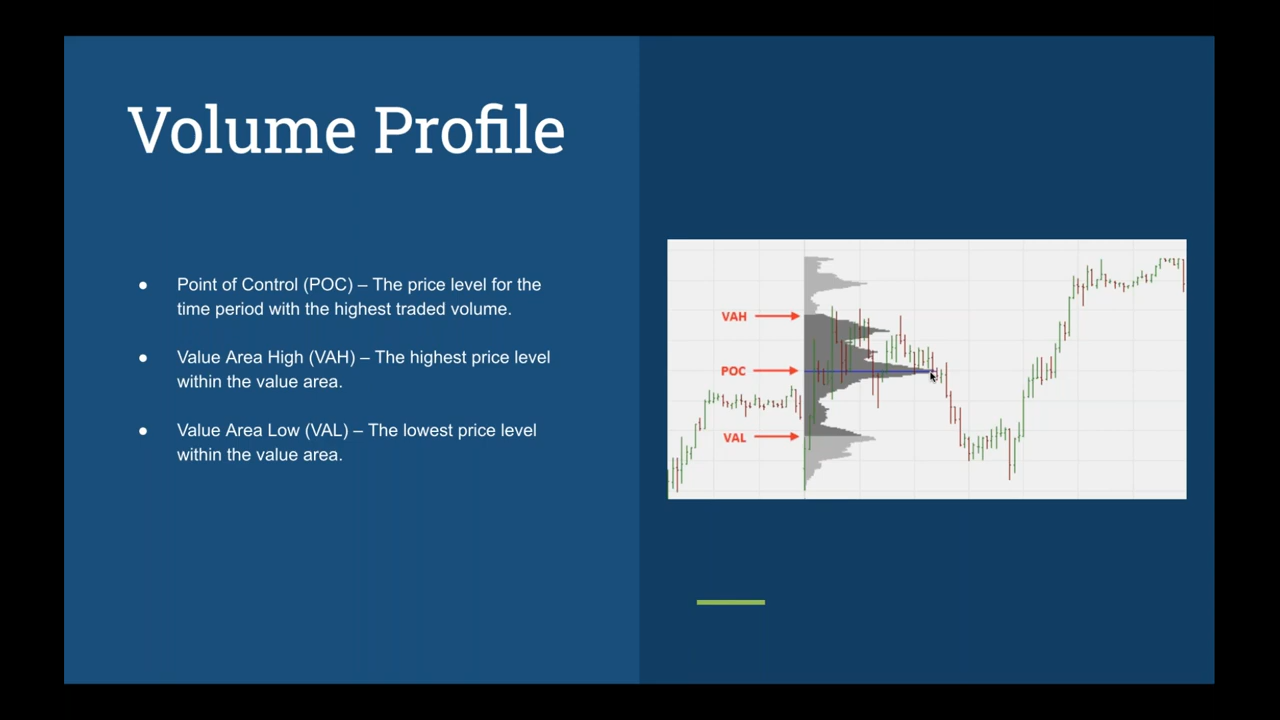 Volume Profile
● Point of Control (POC) – The price level for the
time period with the highest traded volume.
● Value Area High (VAH) – The highest price level
within the value area.
● Value Area Low (VAL) – The lowest price level
within the value area.
VAH
POC
VAL